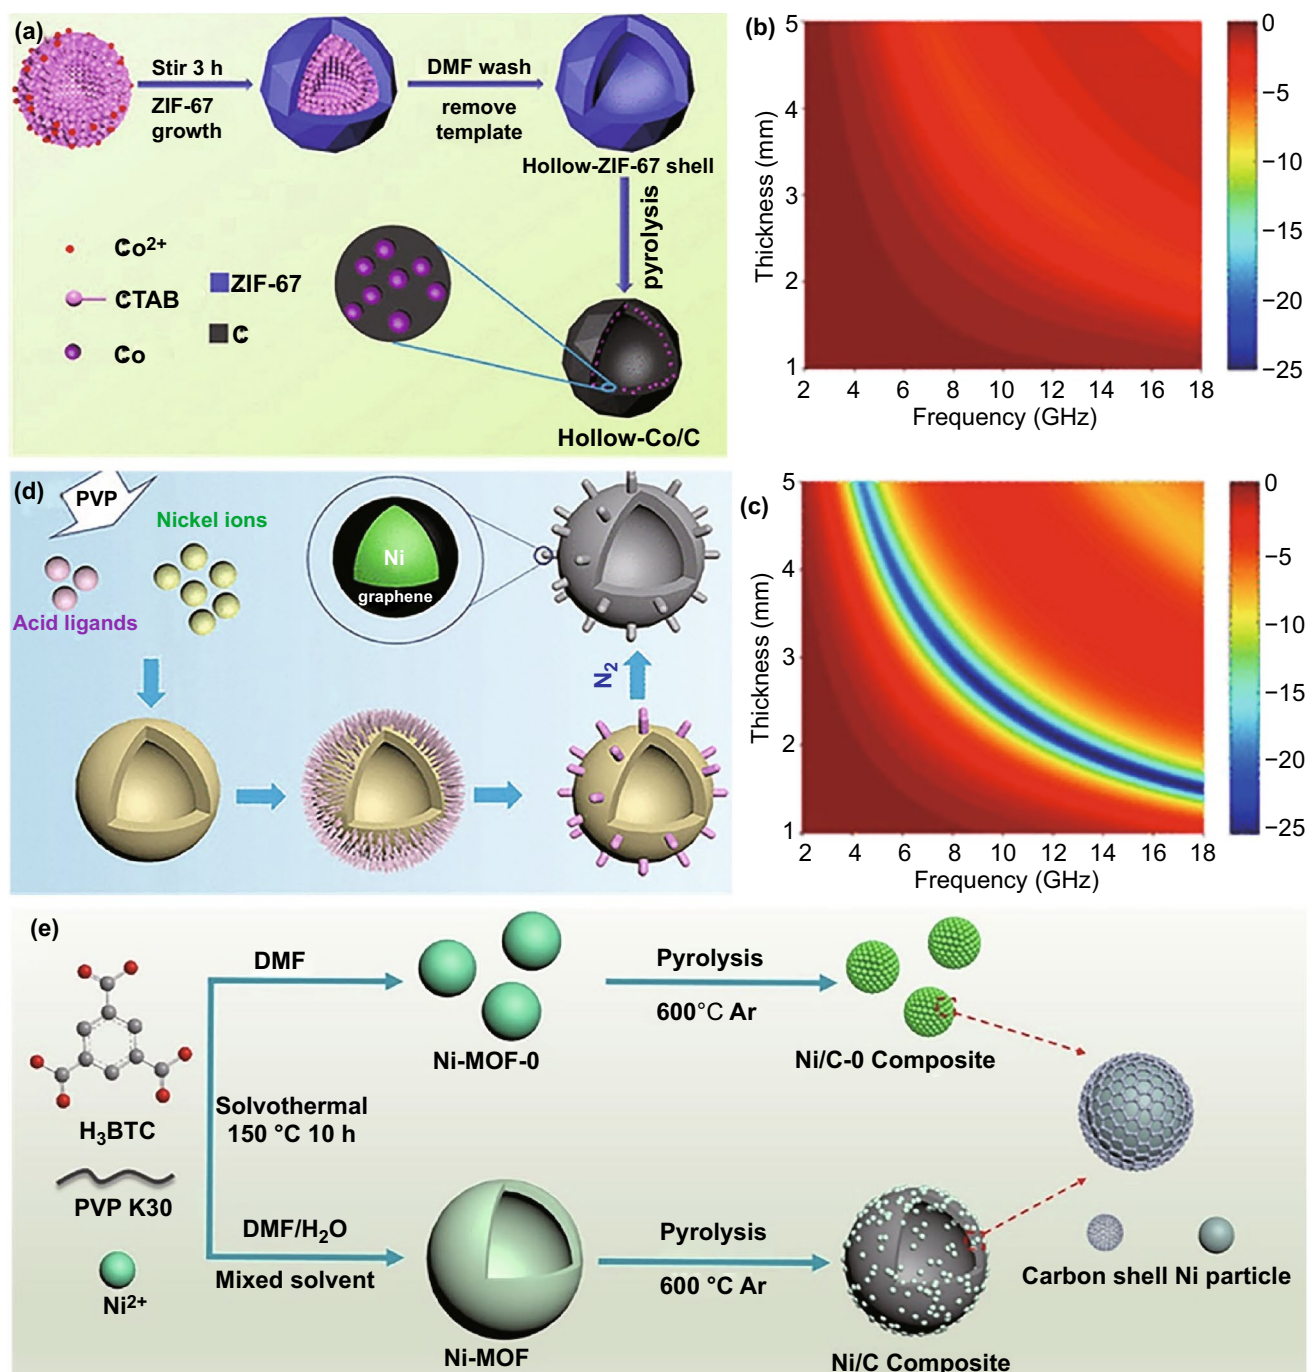 (a)
Stir 3 h
ZIF-67
growth
DMF wash
remove
template
Hollow-ZIF-67 shell
pyrolysis
Co2+
CTAB
Co
ZIF-67
C
Hollow-Co/C
(b)
Thickness (mm)
5
4
3
2
1
2 4 6 8 10 12 14 16 18
Frequency (GHz)
0
−5
−10
−15
−20
−25
(d)
PVP
Nickel ions
Acid ligands
Ni
graphene
N2
(c)
Thickness (mm)
5
4
3
2
1
2 4 6 8 10 12 14 16 18
Frequency (GHz)
0
−5
−10
−15
−20
−25
(e)
H3BTC
PVP K30
Ni2+
DMF
Solvothermal
150 °C 10 h
DMF/H2O
Mixed solvent
Ni-MOF-0
Pyrolysis
600°C Ar
Ni/C-0 Composite
Ni-MOF
Pyrolysis
600 °C Ar
Ni/C Composite
Carbon shell Ni particle